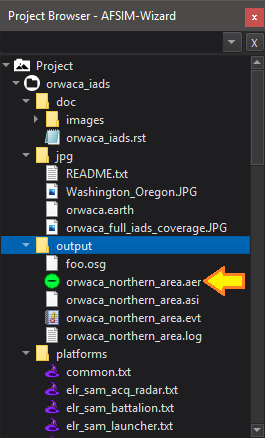 Project Browser - AFSIM-Wizard
Project
orwaca_iads
doc
images
orwaca_iads.rst
jpg
README.txt
Washington_Oregon.JPG
orwaca.earth
orwaca_full_iads_coverage.JPG
output
foo.osg
orwaca_northern_area.aer
orwaca_northern_area.asi
orwaca_northern_area.evt
orwaca_northern_area.log
platforms
common.txt
elr_sam_acq_radar.txt
elr_sam_battalion.txt
elr_sam_launcher.txt